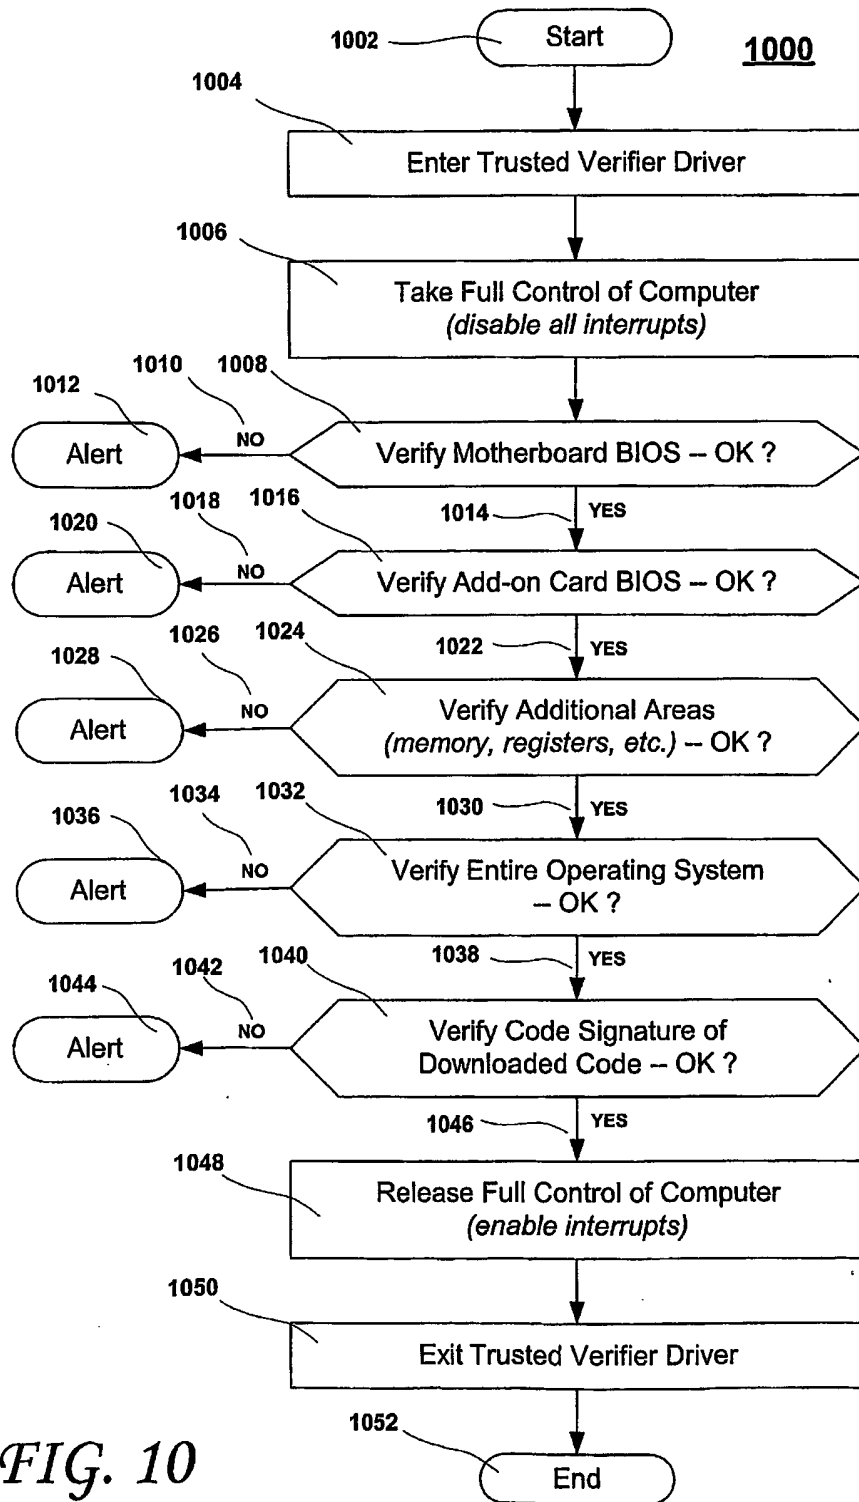 1002
Start
1000
1004
Enter Trusted Verifier Driver
1006
Take Full Control of Computer
(disable all interrupts)
1008
1010
1012
Alert
NO
Verify Motherboard BIOS – OK ?
1014
YES
1016
1018
1020
Alert
NO
Verify Add-on Card BIOS – OK ?
1022
YES
1024
1026
1028
Alert
NO
Verify Additional Areas
(memory, registers, etc.) – OK ?
1030
YES
1032
1034
1036
Alert
NO
Verify Entire Operating System
– OK ?
1038
YES
1040
1042
1044
Alert
NO
Verify Code Signature of
Downloaded Code – OK ?
1046
YES
1048
Release Full Control of Computer
(enable interrupts)
1050
Exit Trusted Verifier Driver
1052
End
FIG. 10